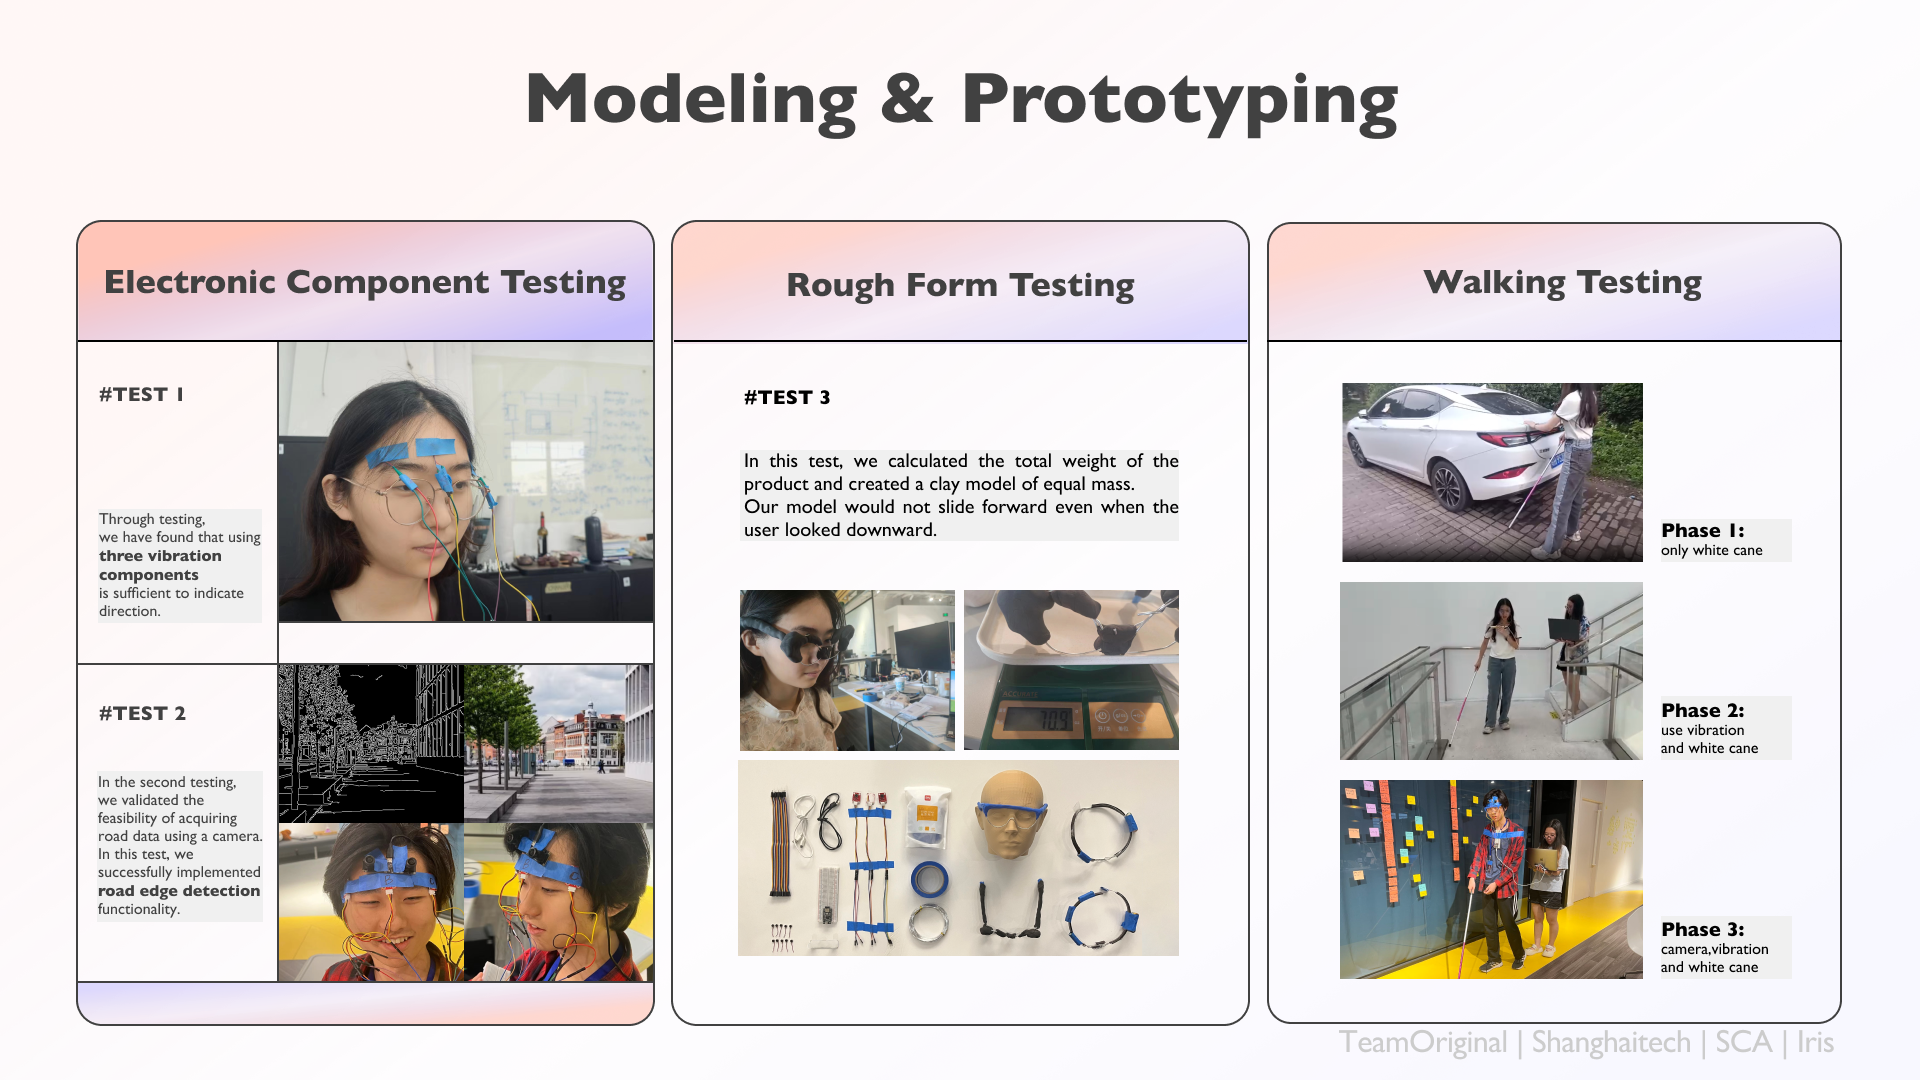 Modeling & Prototyping
Electronic Component Testing
#TEST 1
Through testing,
we have found that using
three vibration
components
is sufficient to indicate
direction.
#TEST 2
In the second testing,
we validated the
feasibility of acquiring
road data using a camera.
In this test, we
successfully implemented
road edge detection
functionality.
Rough Form Testing
#TEST 3
In this test, we calculated the total weight of the
product and created a clay model of equal mass.
Our model would not slide forward even when the
user looked downward.
709
Walking Testing
Phase 1:
only white cane
Phase 2:
use vibration
and white cane
Phase 3:
camera,vibration
and white cane
TeamOriginal | Shanghaitech | SCA | Iris